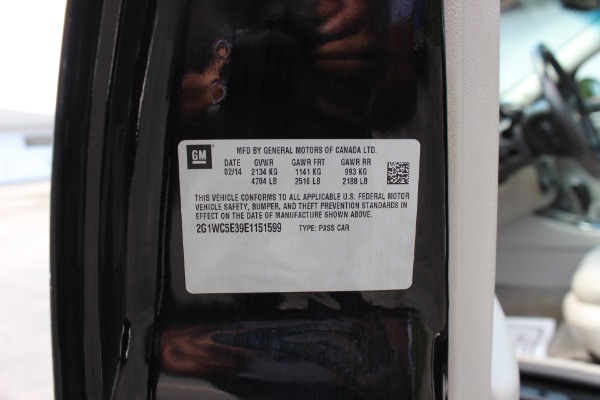 GM
MFD BY GENERAL MOTORS OF CANADA LTD.
DATE GVWR GAWR FRT GAWR RR
02/14 2134 KG 1141 KG 993 KG
4704 LB 2516 LB 2188 LB
THIS VEHICLE CONFORMS TO ALL APPLICABLE U.S. FEDERAL MOTOR
VEHICLE SAFETY, BUMPER, AND THEFT PREVENTION STANDARDS IN
EFFECT ON THE DATE OF MANUFACTURE SHOWN ABOVE.
2G1WC5E39E1151599 TYPE: PASS CAR